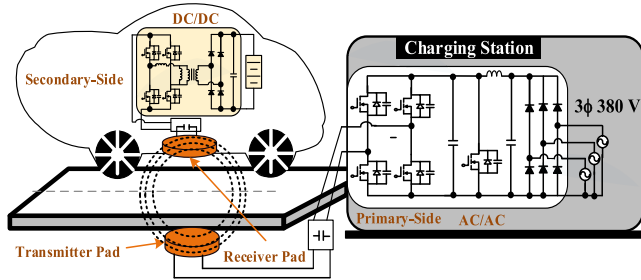 DC/DC
Secondary-Side
Charging Station
3ϕ 380 V
Primary-Side
AC/AC
Transmitter Pad
Receiver Pad